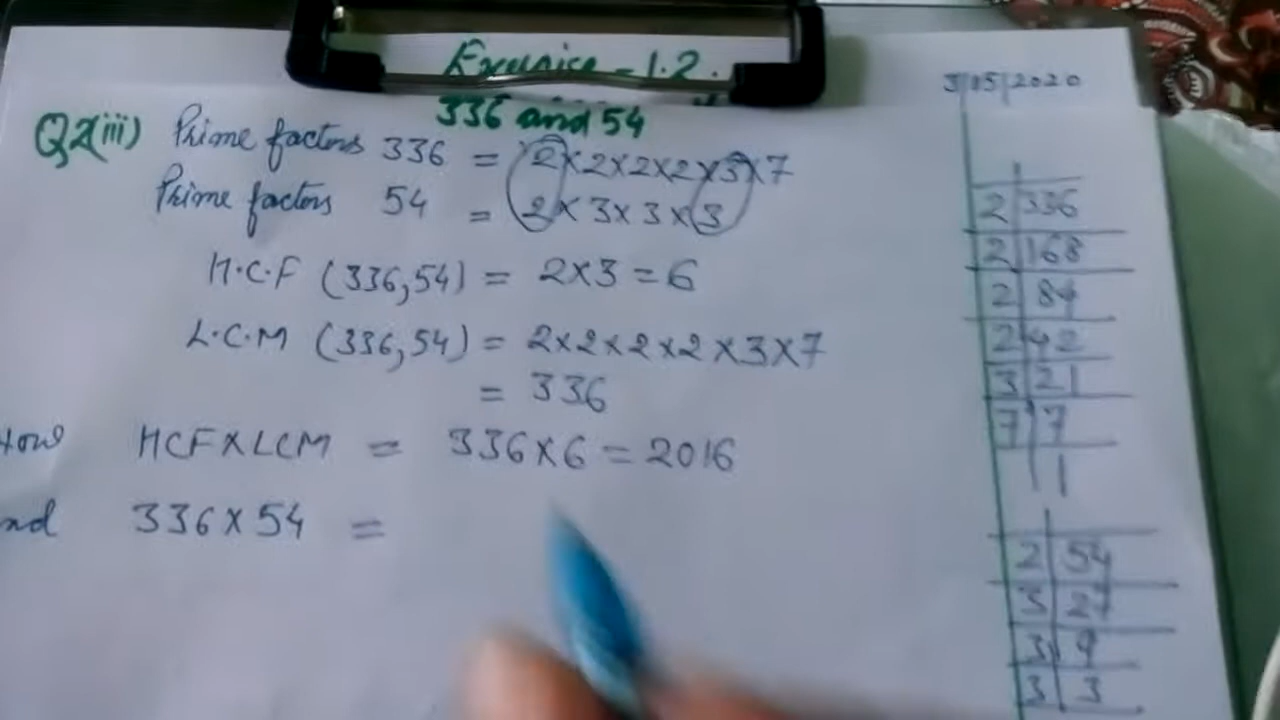 Exercise - 1.2.
3/05/2020
336 and 54
Q2(iii) Prime factors 336 = 2×2×2×2×3×7
Prime factors 54 = 2×3×3×3
H.C.F (336,54) = 2×3=6
L.C.M (336,54) = 2×2×2×2×3×7
= 336
HCF×LCM = 336×6=2016
336×54 =
2 336
2 168
2 84
2 42
3 21
7 7
1
2 54
3 27
3 9
3 3